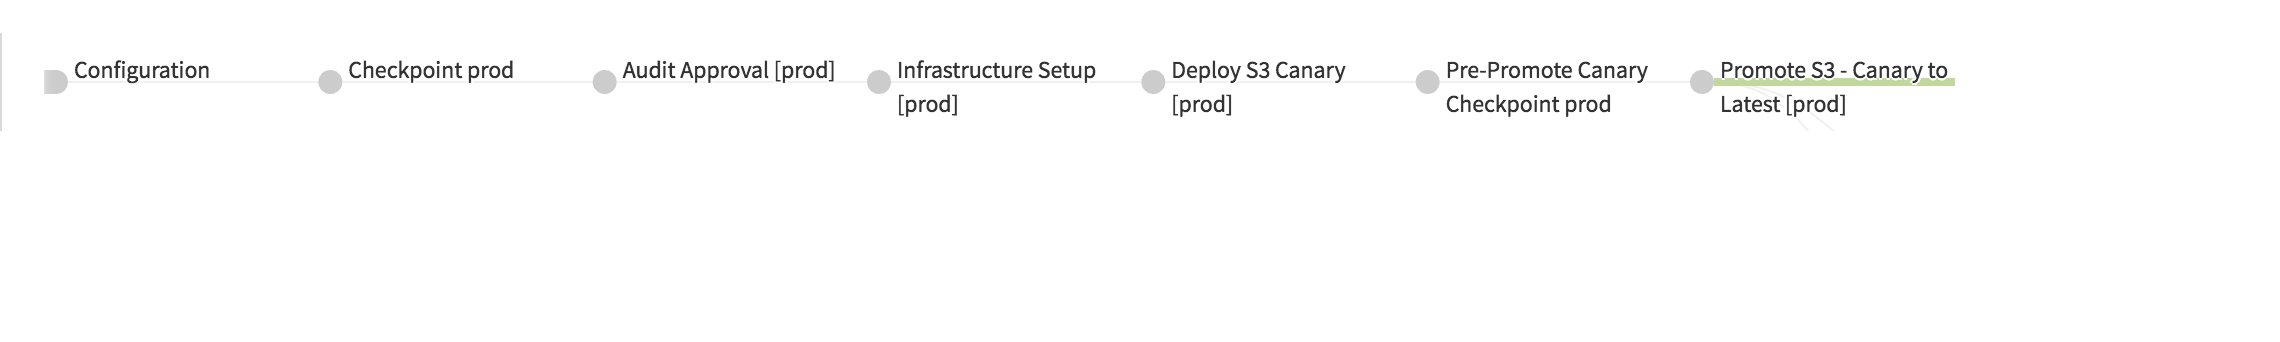 Configuration
Checkpoint prod
Audit Approval [prod]
Infrastructure Setup
[prod]
Deploy S3 Canary
[prod]
Pre-Promote Canary
Checkpoint prod
Promote S3 - Canary to
Latest [prod]